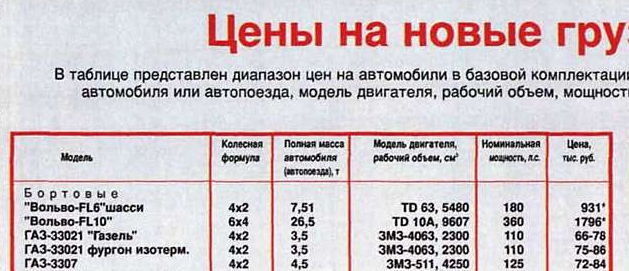 Цены на новые гру
В таблице представлен диапазон цен на автомобили в базовой комплектаци
автомобиля или автопоезда, модель двигателя, рабочий объем, мощност
Модель Колесная формула Полная масса автомобиля (автопоезда), т Модель двигателя, рабочий объем, см³ Номинальная мощность, л.с. Цена, тыс. руб.
Бортовые
"Вольво-FL6"шасси 4x2 7,51 TD 63, 5480 180 931*
"Вольво-FL10" 6x4 26,5 TD 10A, 9607 360 1796*
ГАЗ-33021 "Газель" 4x2 3,5 ЗМЗ-4063, 2300 110 66-78
ГАЗ-33021 фургон изотерм. 4x2 3,5 ЗМЗ-4063, 2300 110 75-86
ГАЗ-3307 4x2 4,5 ЗМЗ-511, 4250 125 72-84